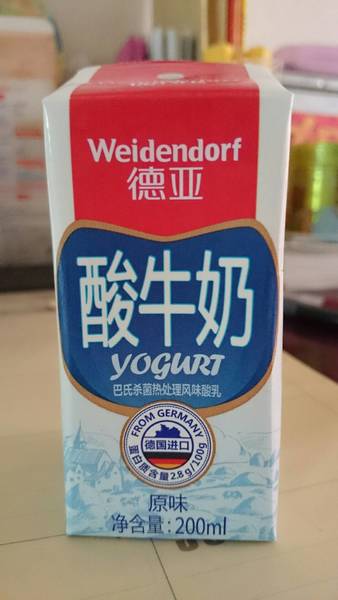 Weidendorf
德亚
酸牛奶
YOGURT
巴氏杀菌热处理风味酸乳
FROM GERMANY
德国进口
蛋白质含量2.8g/100g
原味
净含量:200ml